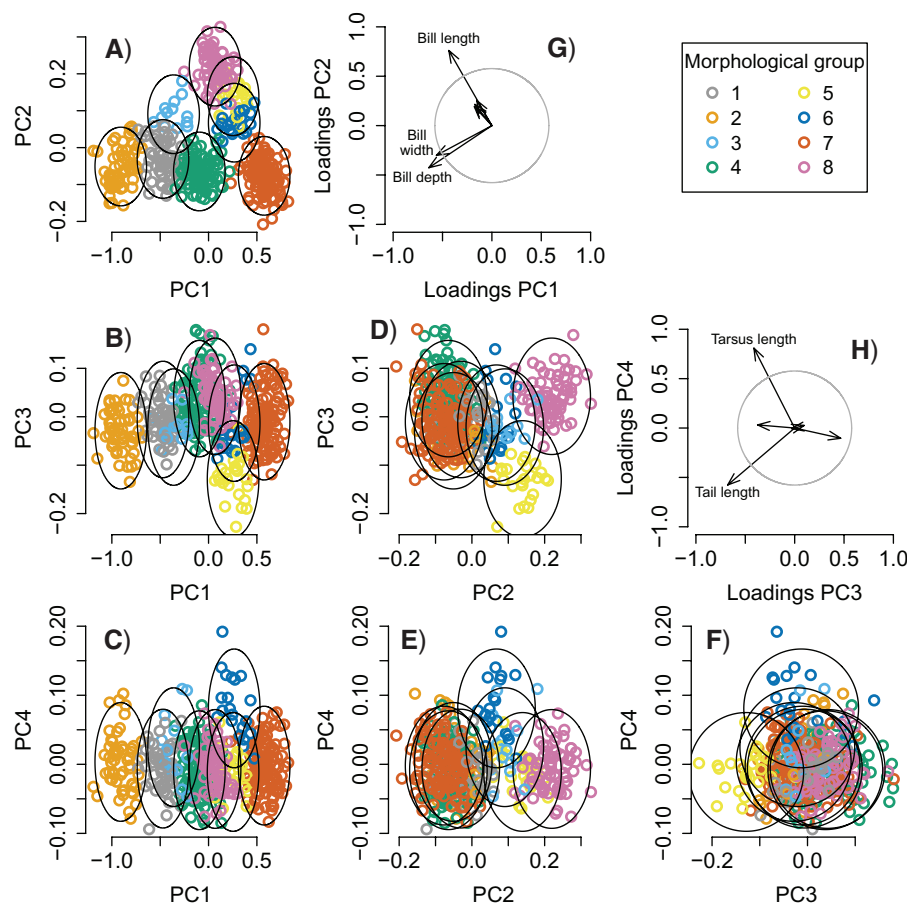 A)
PC2
0.2
0.0
−0.2
−1.0
0.0
0.5
PC1
G)
Loadings PC2
1.0
0.5
0.0
−1.0
Bill length
Bill
width
Bill depth
−1.0
0.0
0.5
1.0
Loadings PC1
Morphological group
1
2
3
4
5
6
7
8
B)
PC3
0.1
0.0
−0.2
−1.0
0.0
0.5
PC1
D)
PC3
0.1
0.0
−0.2
−0.2
0.0
0.2
PC2
H)
Loadings PC4
1.0
0.5
0.0
−1.0
Tarsus length
Tail length
−1.0
0.0
0.5
1.0
Loadings PC3
C)
PC4
0.20
0.10
0.00
−0.10
−1.0
0.0
0.5
PC1
E)
PC4
0.20
0.10
0.00
−0.10
−0.2
0.0
0.2
PC2
F)
PC4
0.20
0.10
0.00
−0.10
−0.2
0.0
PC3